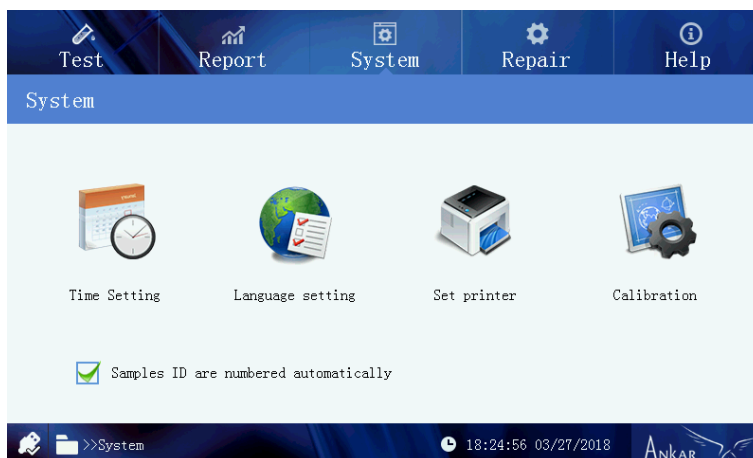 Test Report System Repair Help
System
Time Setting Language setting Set printer Calibration
Samples ID are numbered automatically
>>System 18:24:56 03/27/2018 ANKAR